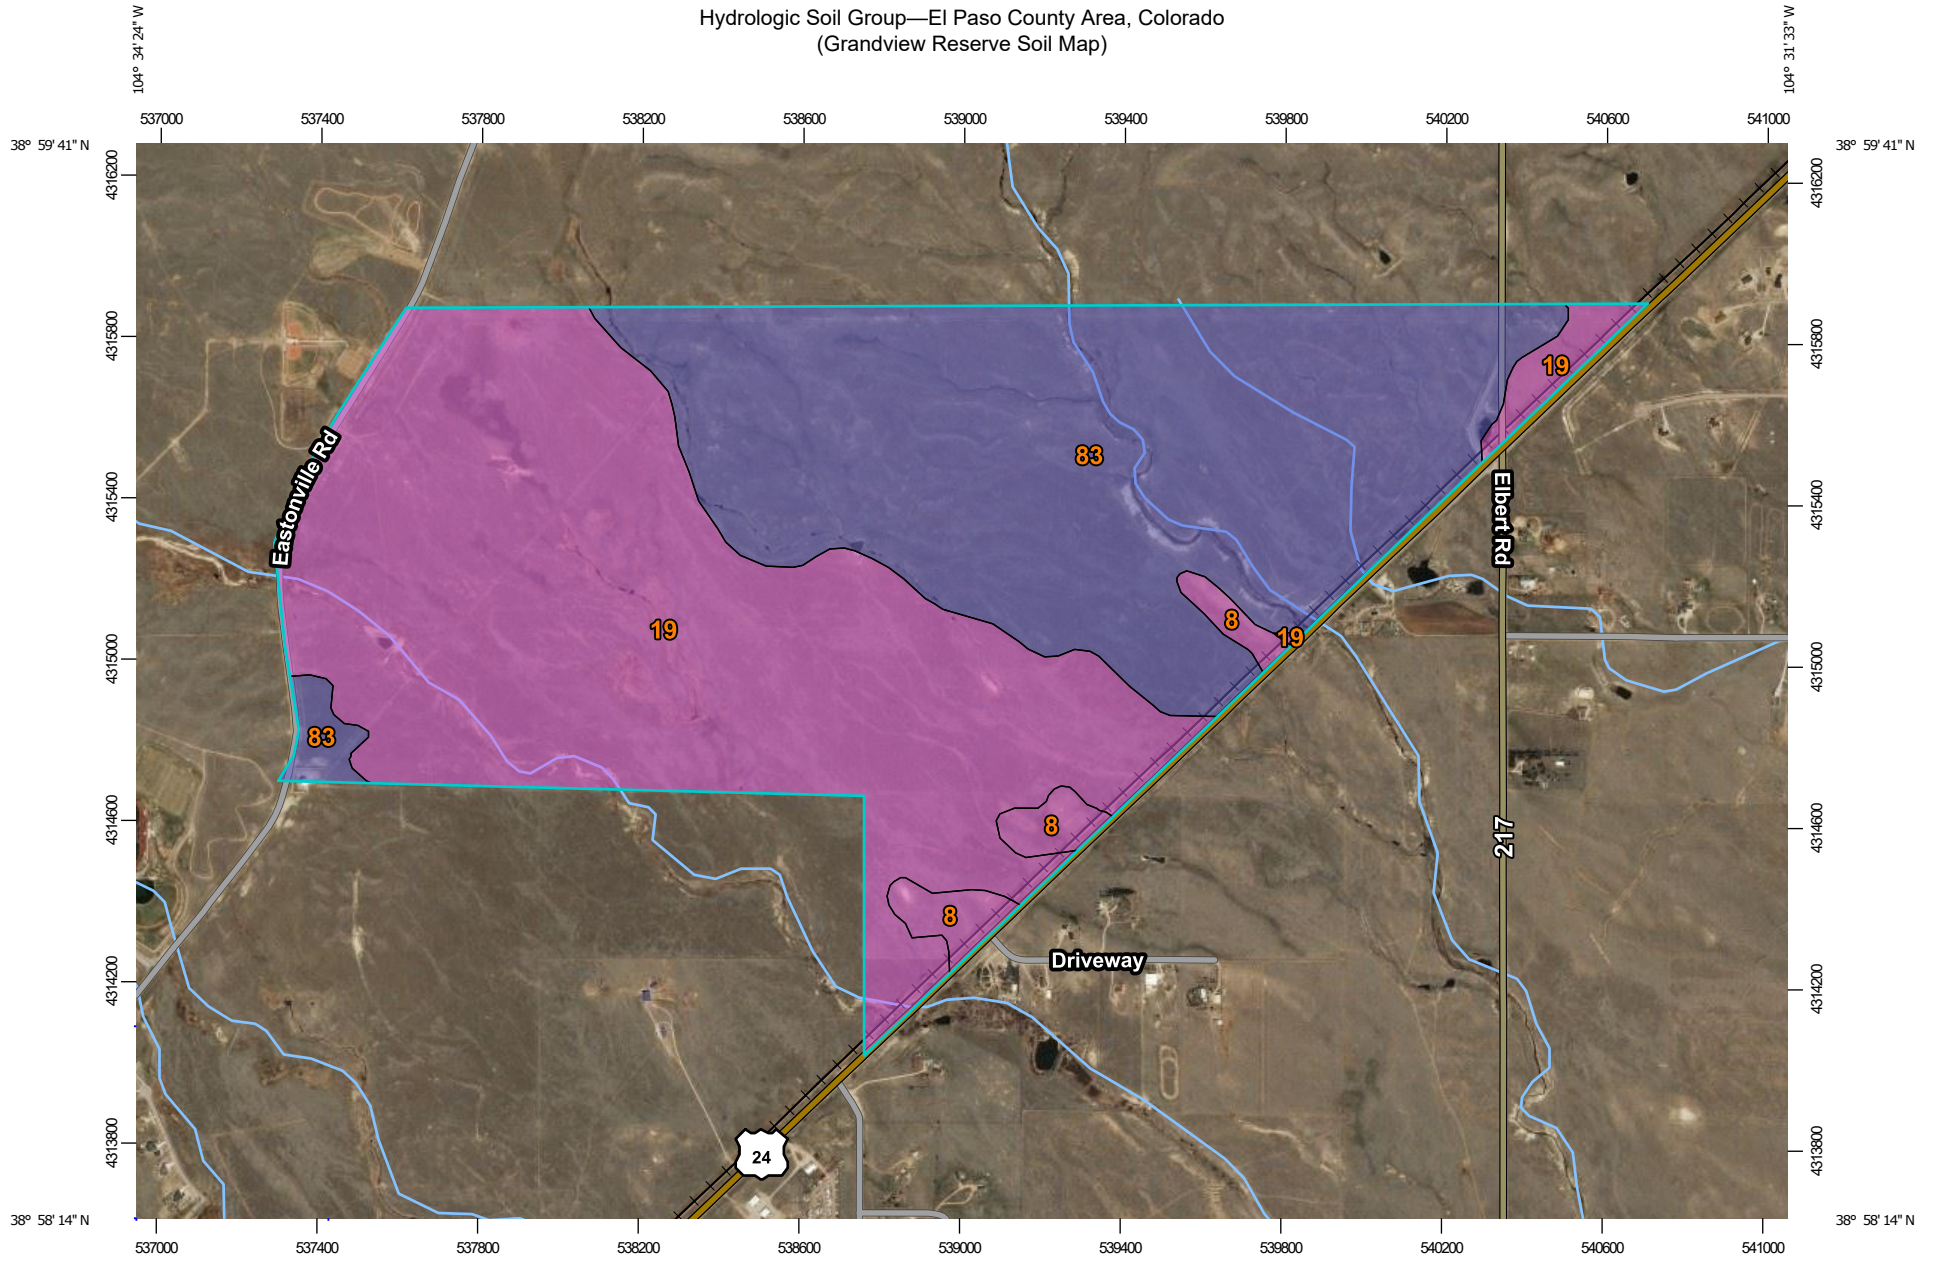 Hydrologic Soil Group—El Paso County Area, Colorado
(Grandview Reserve Soil Map)
104° 34' 24'' W
104° 31' 33'' W
537000 537400 537800 538200 538600 539000 539400 539800 540200 540600 541000
38° 59' 41'' N
38° 59' 41'' N
4316200
4316200
4315800
4315800
19
Eastonville Rd
83
4315400
4315400
Elbert Rd
8
19
19
4315000
4315000
83
4314600
8
217
4314600
8
Driveway
4314200
4314200
4313800
24
4313800
38° 58' 14'' N
38° 58' 14'' N
537000 537400 537800 538200 538600 539000 539400 539800 540200 540600 541000